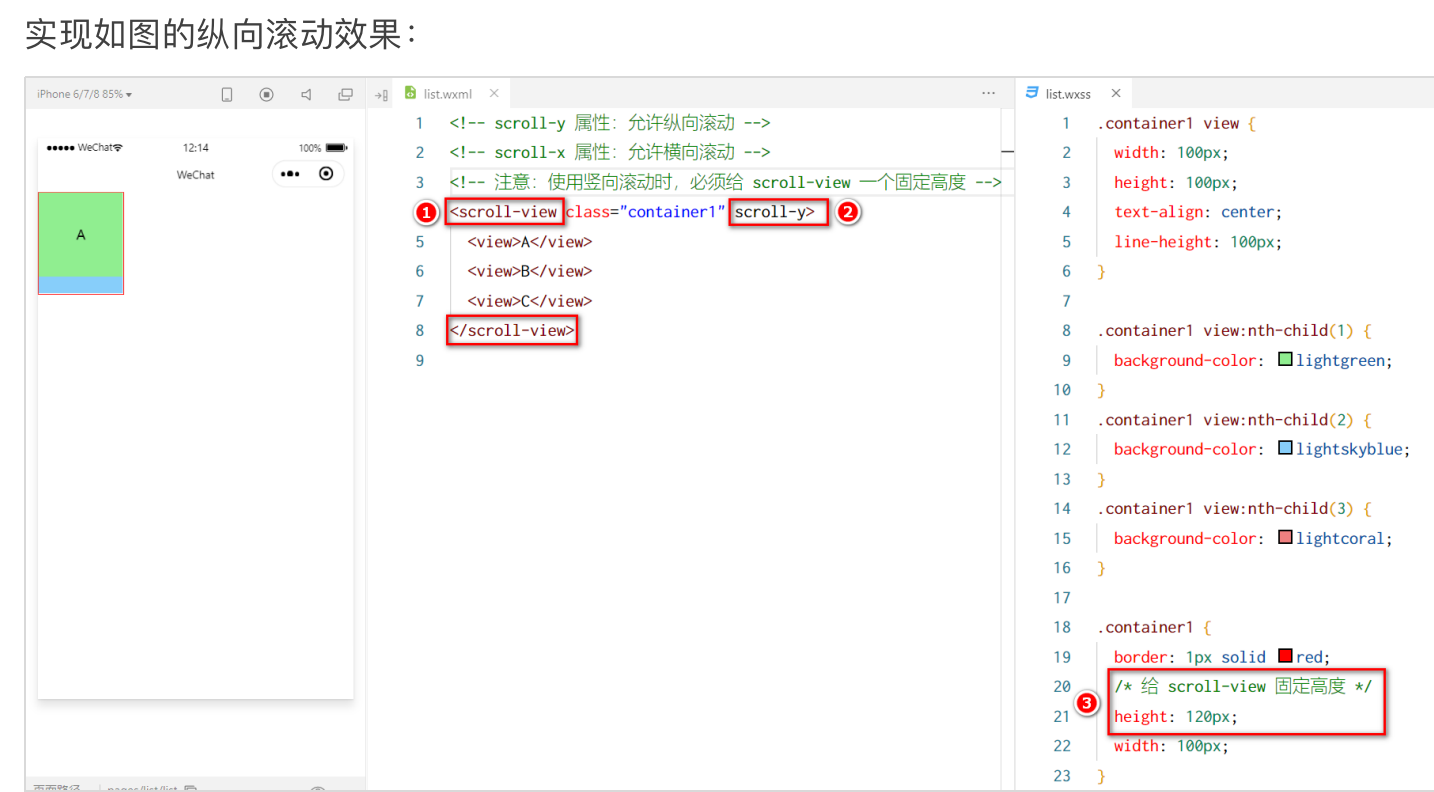 实现如图的纵向滚动效果：
iPhone 6/7/8 85% ▾
list.wxml ×
···
list.wxss ×
WeChat
12:14
100%
WeChat
A
1 <!-- scroll-y 属性：允许纵向滚动 -->
2 <!-- scroll-x 属性：允许横向滚动 -->
3 <!-- 注意：使用竖向滚动时，必须给 scroll-view 一个固定高度 -->
1
4 <scroll-view class="container1" scroll-y>
2
5 <view>A</view>
6 <view>B</view>
7 <view>C</view>
8 </scroll-view>
9
1 .container1 view {
2 width: 100px;
3 height: 100px;
4 text-align: center;
5 line-height: 100px;
6 }
7
8 .container1 view:nth-child(1) {
9 background-color: lightgreen;
10 }
11 .container1 view:nth-child(2) {
12 background-color: lightskyblue;
13 }
14 .container1 view:nth-child(3) {
15 background-color: lightcoral;
16 }
17
18 .container1 {
19 border: 1px solid red;
20 /* 给 scroll-view 固定高度 */
3
21 height: 120px;
22 width: 100px;
23 }
页面路径
pages/list/list